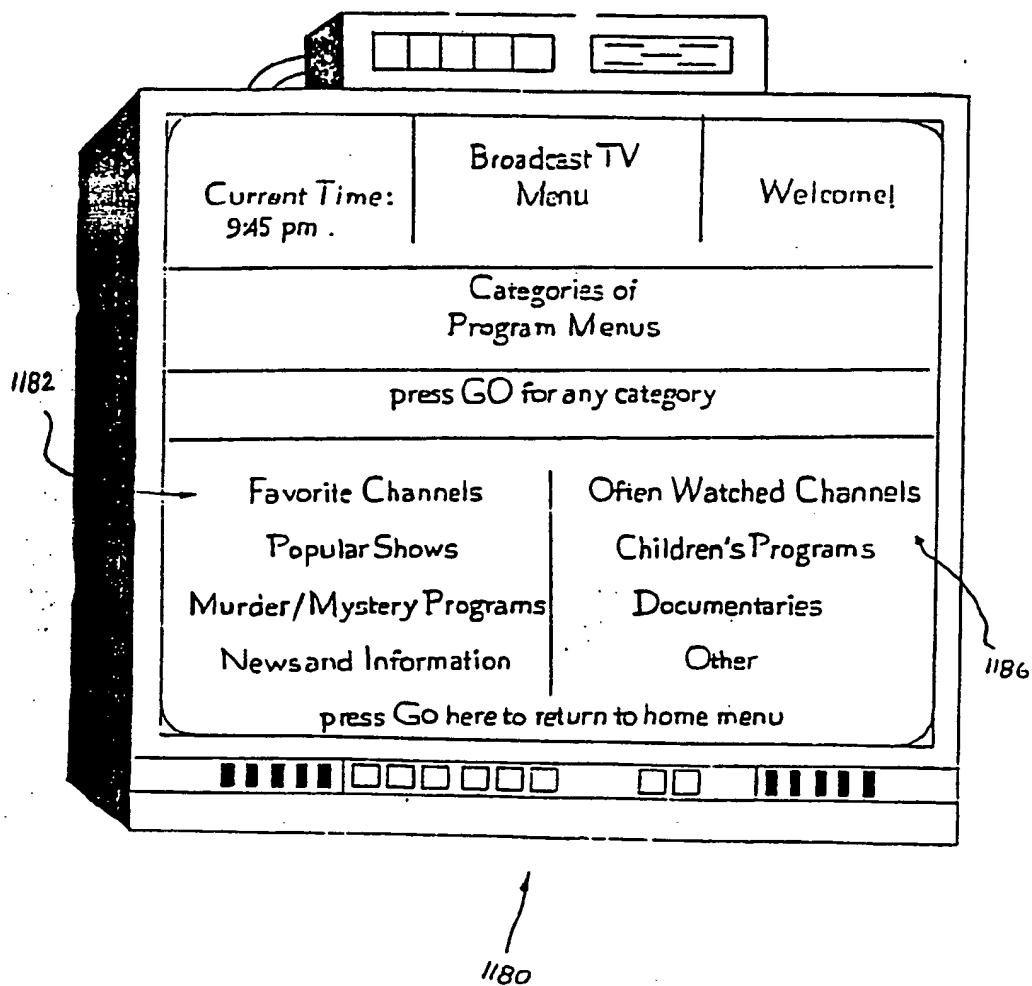 Broadcast TV
Menu
Current Time:
9:45 pm .
Welcome!
Categories of
Program Menus
press GO for any category
1182
Favorite Channels
Often Watched Channels
Popular Shows
Children's Programs
Murder/Mystery Programs
Documentaries
News and Information
Other
1186
press Go here to return to home menu
1180